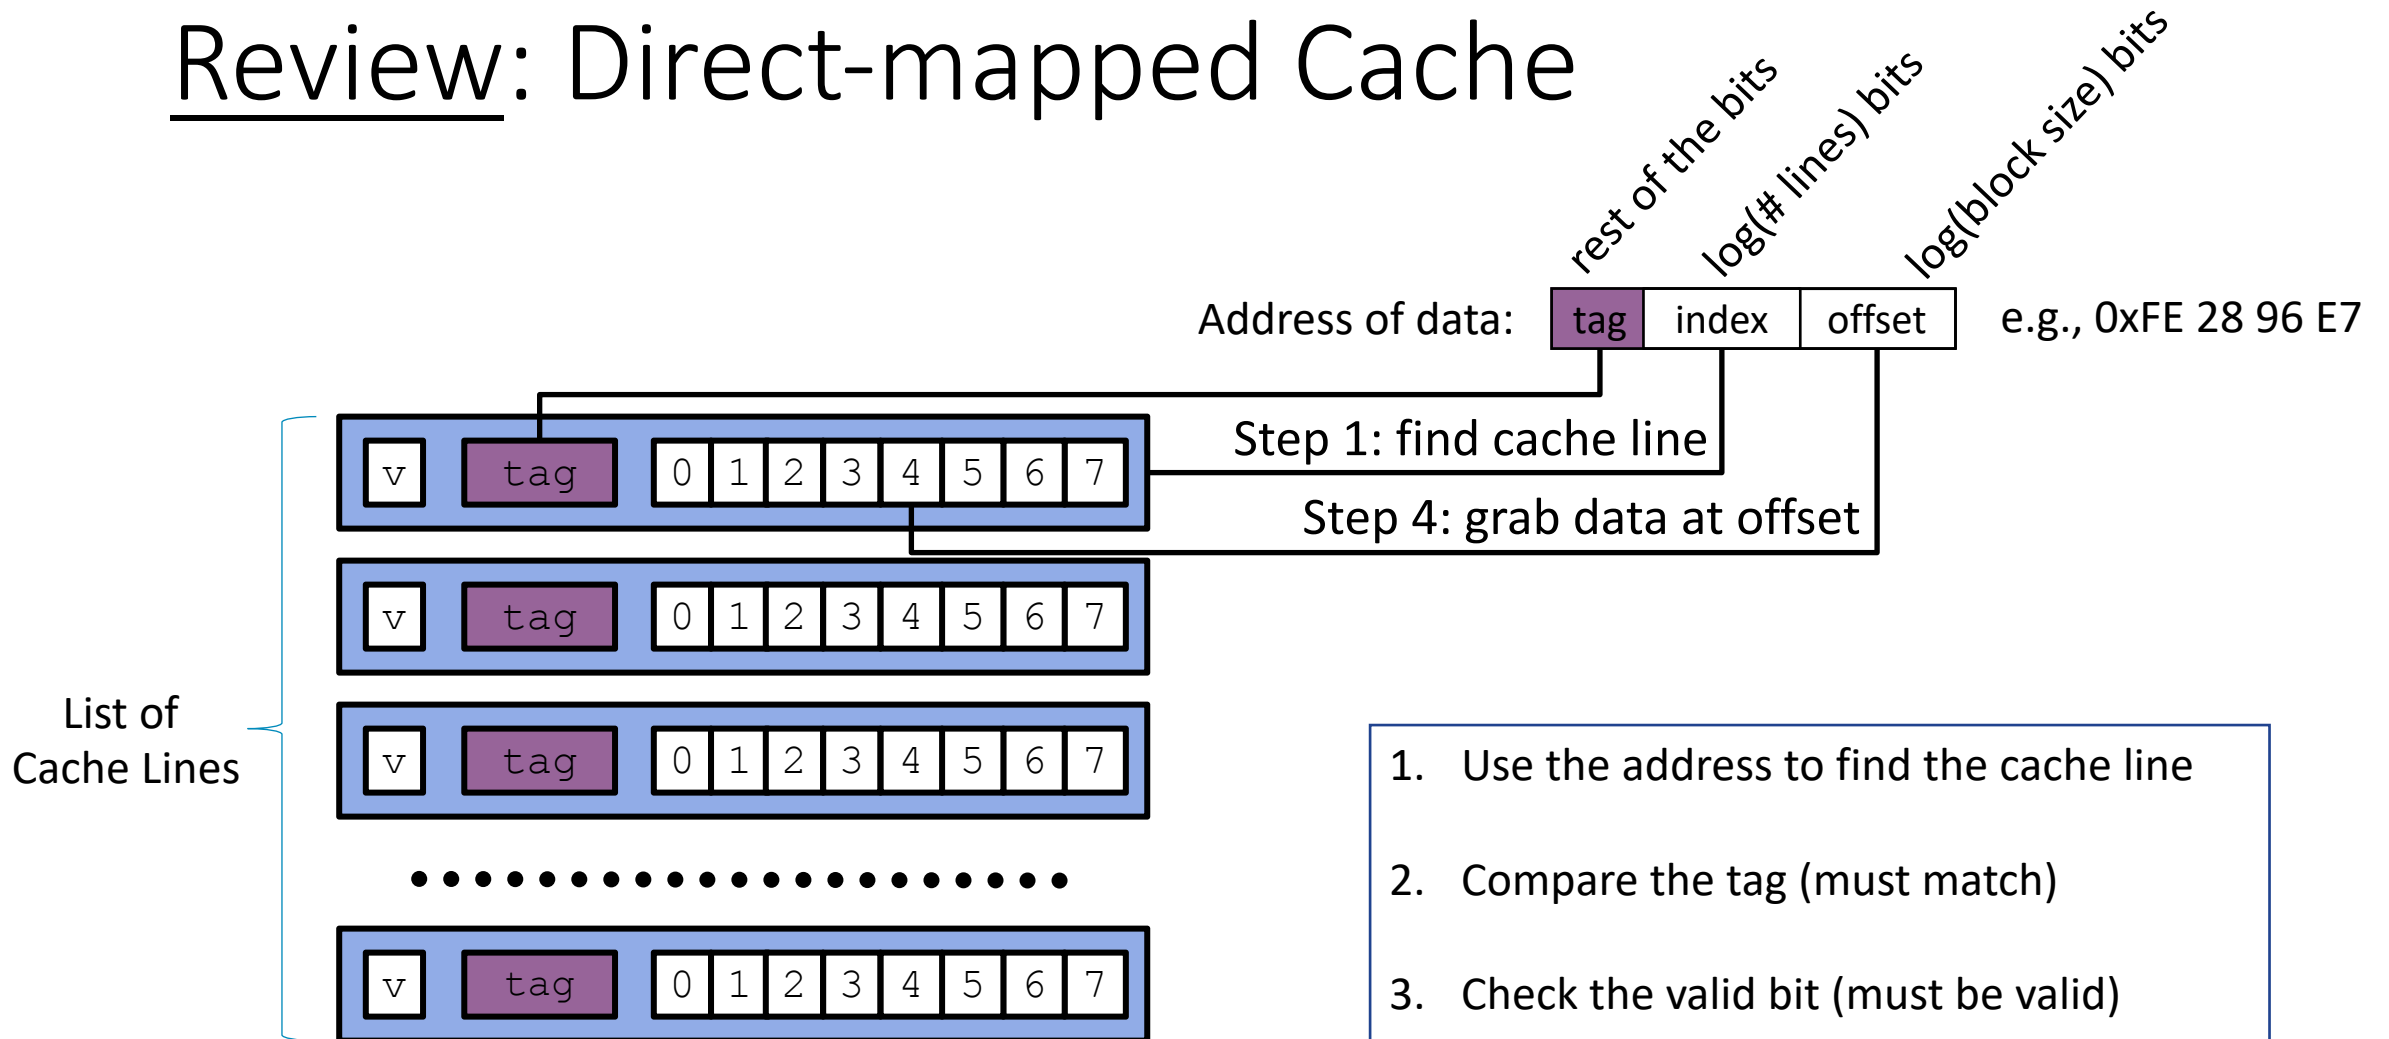 Review: Direct-mapped Cache
rest of the bits
log(# lines) bits
log(block size) bits
Address of data:
tag index offset
e.g., 0xFE 28 96 E7
Step 1: find cache line
v tag 0 1 2 3 4 5 6 7
Step 4: grab data at offset
v tag 0 1 2 3 4 5 6 7
List of
Cache Lines
v tag 0 1 2 3 4 5 6 7
v tag 0 1 2 3 4 5 6 7
1. Use the address to find the cache line
2. Compare the tag (must match)
3. Check the valid bit (must be valid)